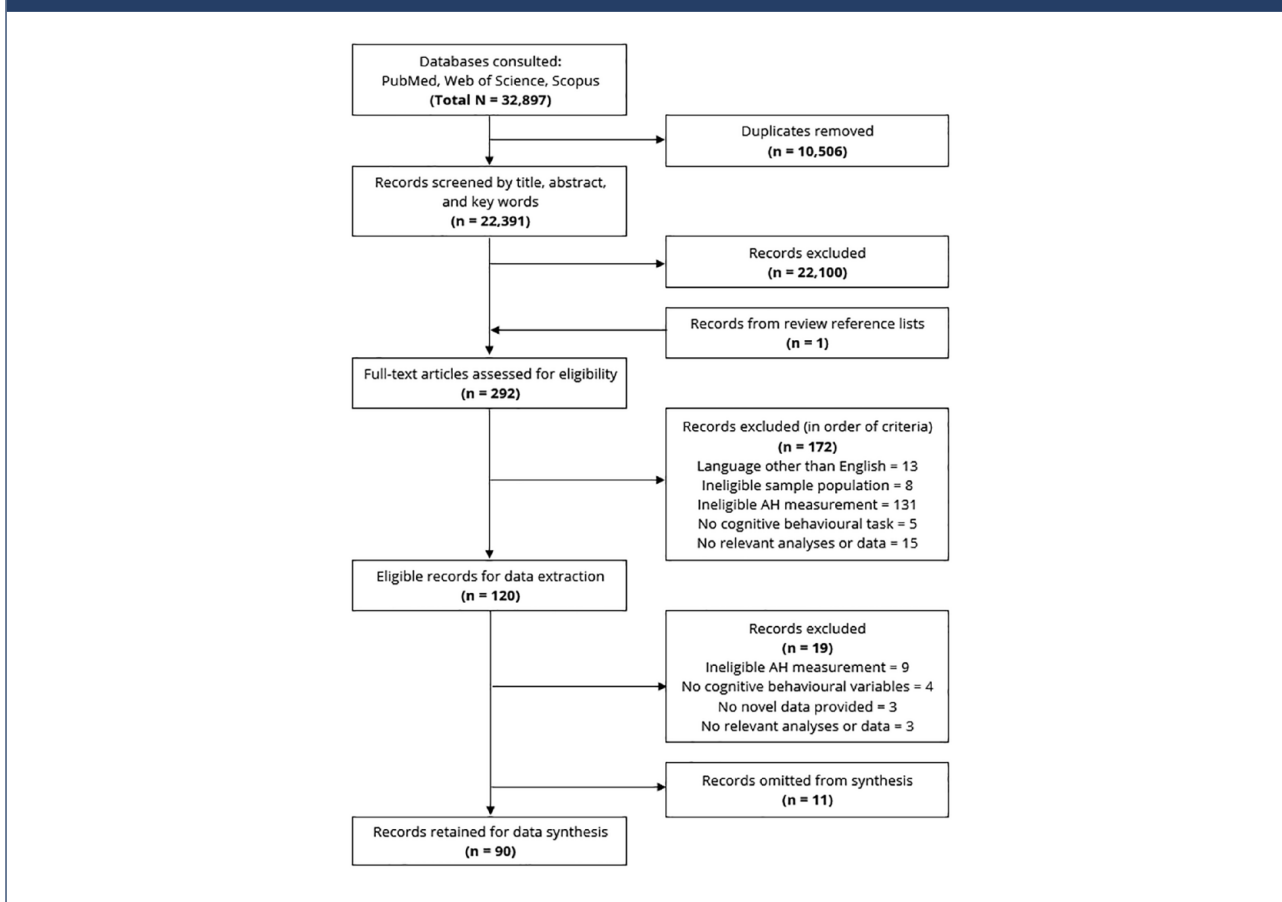 Databases consulted:
PubMed, Web of Science, Scopus
(Total N = 32,897)
Duplicates removed
(n = 10,506)
Records screened by title, abstract,
and key words
(n = 22,391)
Records excluded
(n = 22,100)
Records from review reference lists
(n = 1)
Full-text articles assessed for eligibility
(n = 292)
Records excluded (in order of criteria)
(n = 172)
Language other than English = 13
Ineligible sample population = 8
Ineligible AH measurement = 131
No cognitive behavioural task = 5
No relevant analyses or data = 15
Eligible records for data extraction
(n = 120)
Records excluded
(n = 19)
Ineligible AH measurement = 9
No cognitive behavioural variables = 4
No novel data provided = 3
No relevant analyses or data = 3
Records omitted from synthesis
(n = 11)
Records retained for data synthesis
(n = 90)